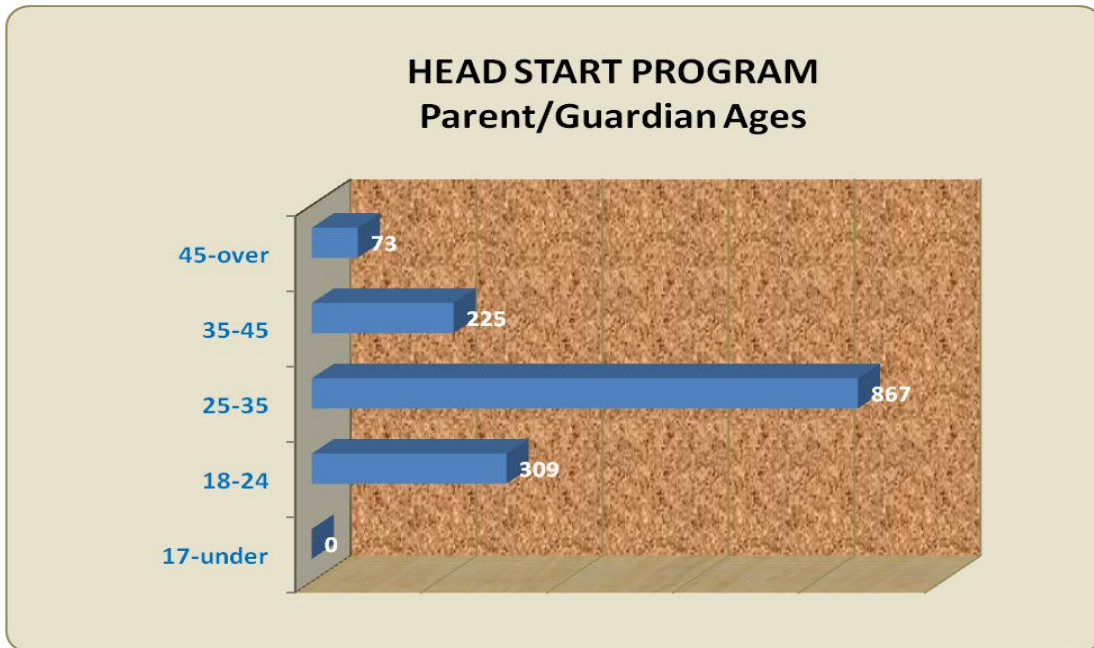 HEAD START PROGRAM
Parent/Guardian Ages
45-over
73
35-45
225
25-35
867
18-24
309
17-under
0